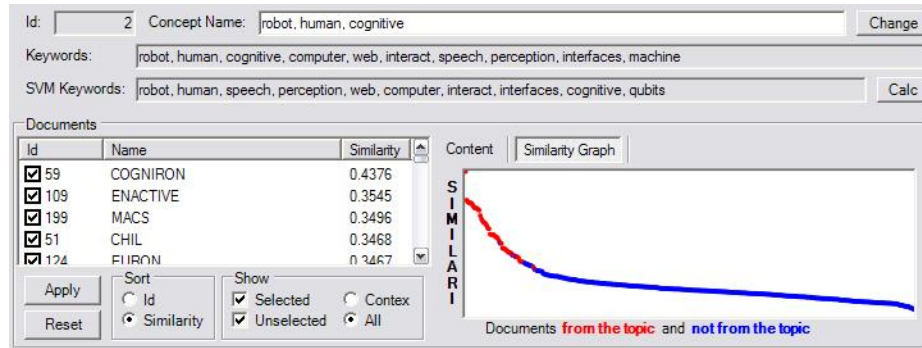 Id: 2 Concept Name: robot, human, cognitive Change
Keywords: robot, human, cognitive, computer, web, interact, speech, perception, interfaces, machine
SVM Keywords: robot, human, speech, perception, web, computer, interact, interfaces, cognitive, qubits Calc
Documents
Id Name Similarity
59 COGNIRON 0.4376
109 ENACTIVE 0.3545
199 MACS 0.3496
51 CHIL 0.3468
124 EURON 0.3467
Apply
Reset
Sort
Id
Similarity
Show
Selected
Unselected
Contex
All
Content Similarity Graph
SIMILARI
Documents from the topic and not from the topic